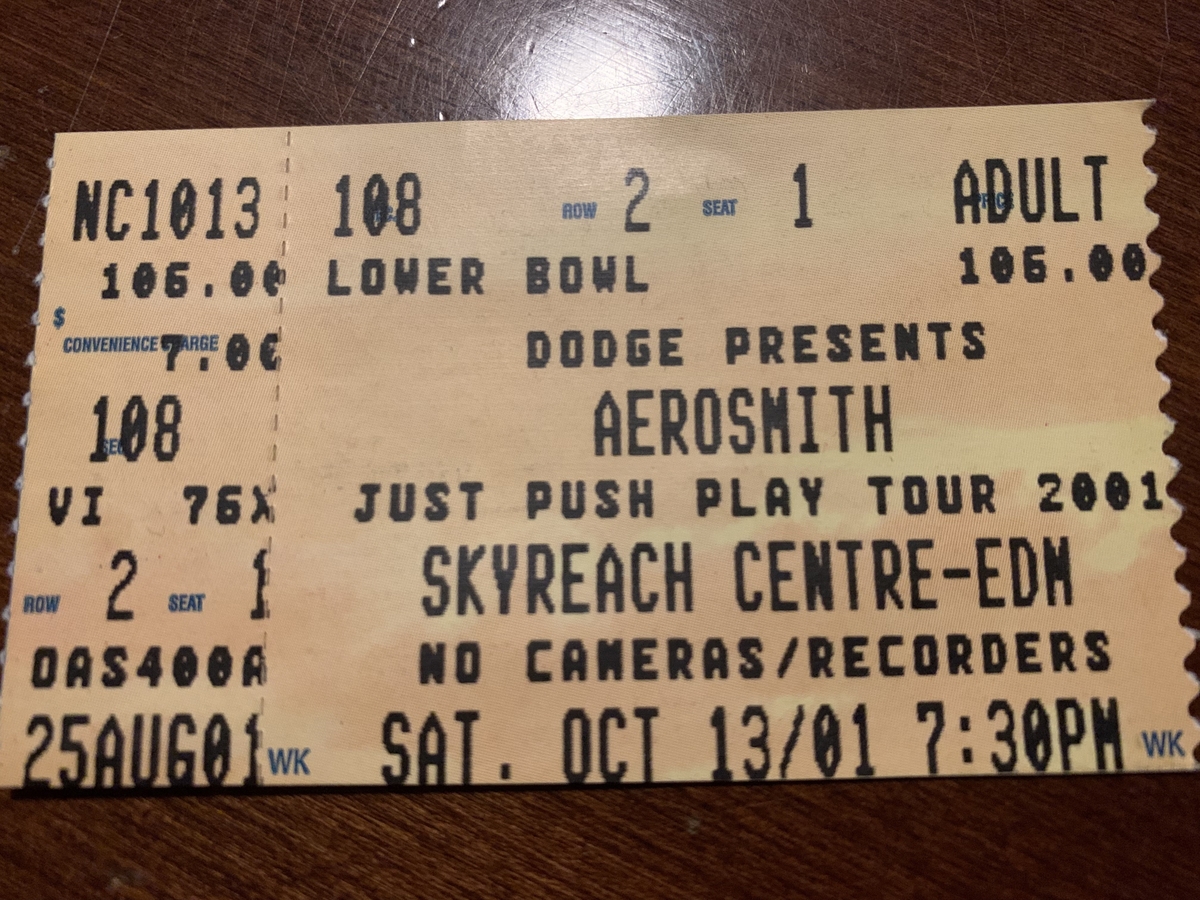 NC1013
106.00
$
CONVENIENCE CHARGE
7.00
108
VI 76X
ROW 2 SEAT 1
OAS400A
25AUG01
WK
108 ROW 2 SEAT 1 ADULT
LOWER BOWL 106.00
DODGE PRESENTS
AEROSMITH
JUST PUSH PLAY TOUR 2001
SKYREACH CENTRE-EDM
NO CAMERAS/RECORDERS
SAT. OCT 13/01 7:30PM
WK